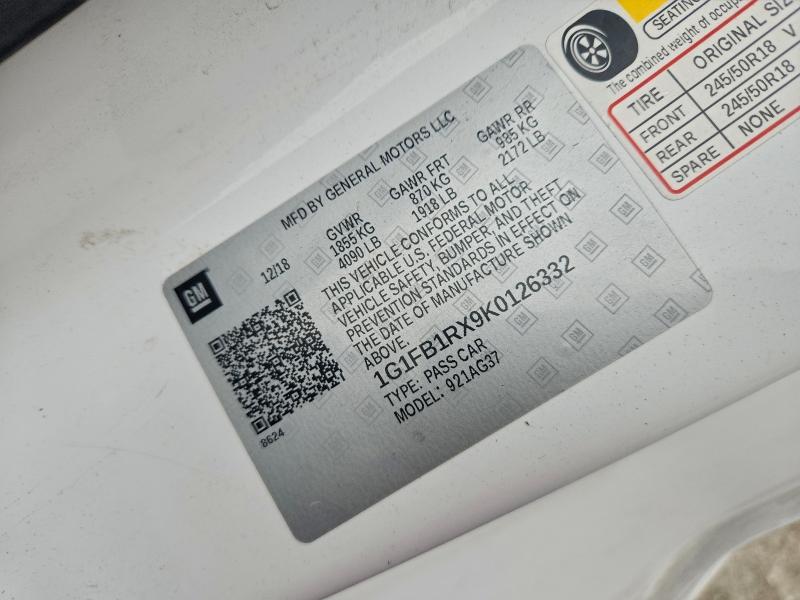 MFD BY GENERAL MOTORS LLC
12/18
GVWR
1855 KG
4090 LB
GAWR FRT
870 KG
1918 LB
GAWR RR
985 KG
2172 LB
THIS VEHICLE CONFORMS TO ALL
APPLICABLE U.S. FEDERAL MOTOR
VEHICLE SAFETY, BUMPER, AND THEFT
PREVENTION STANDARDS IN EFFECT ON
THE DATE OF MANUFACTURE SHOWN
ABOVE.
1G1FB1RX9K0126332
TYPE: PASS CAR
MODEL: 921AG37
GM
8624
SEATING
The combined weight of occup
TIRE ORIGINAL SIZ
FRONT 245/50R18 V
REAR 245/50R18
SPARE NONE